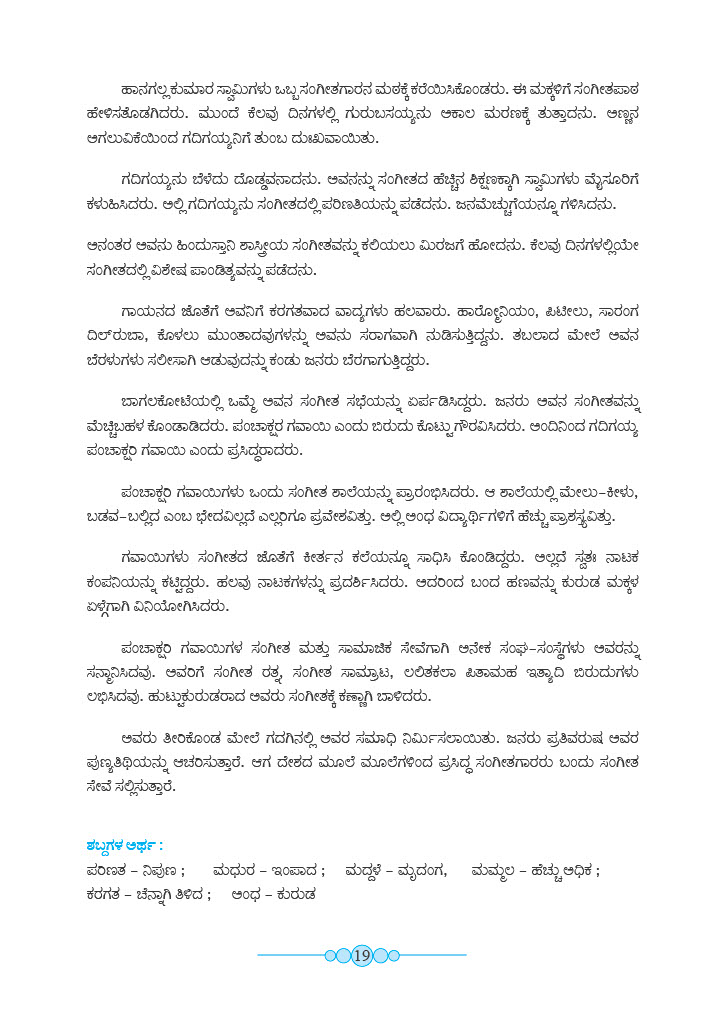 ಹಾನಗಲ್ಲ ಕುಮಾರ ಸ್ವಾಮಿಗಳು ಒಬ್ಬ ಸಂಗೀತಗಾರನ ಮಠಕ್ಕೆ ಕರೆಯಿಸಿಕೊಂಡರು. ಈ ಮಕ್ಕಳಿಗೆ ಸಂಗೀತಪಾಠ
ಹೇಳಿಸತೊಡಗಿದರು. ಮುಂದೆ ಕೆಲವು ದಿನಗಳಲ್ಲಿ ಗುರುಬಸಯ್ಯನು ಅಕಾಲ ಮರಣಕ್ಕೆ ತುತ್ತಾದನು. ಅಣ್ಣನ
ಅಗಲುವಿಕೆಯಿಂದ ಗದಿಗಯ್ಯನಿಗೆ ತುಂಬ ದುಃಖವಾಯಿತು.
ಗದಿಗಯ್ಯನು ಬೆಳೆದು ದೊಡ್ಡವನಾದನು. ಅವನನ್ನು ಸಂಗೀತದ ಹೆಚ್ಚಿನ ಶಿಕ್ಷಣಕ್ಕಾಗಿ ಸ್ವಾಮಿಗಳು ಮೈಸೂರಿಗೆ
ಕಳುಹಿಸಿದರು. ಅಲ್ಲಿ ಗದಿಗಯ್ಯನು ಸಂಗೀತದಲ್ಲಿ ಪರಿಣತಿಯನ್ನು ಪಡೆದನು. ಜನಮೆಚ್ಚುಗೆಯನ್ನೂ ಗಳಿಸಿದನು.
ಅನಂತರ ಅವನು ಹಿಂದುಸ್ತಾನಿ ಶಾಸ್ತ್ರೀಯ ಸಂಗೀತವನ್ನು ಕಲಿಯಲು ಮಿರಜಗೆ ಹೋದನು. ಕೆಲವು ದಿನಗಳಲ್ಲಿಯೇ
ಸಂಗೀತದಲ್ಲಿ ವಿಶೇಷ ಪಾಂಡಿತ್ಯವನ್ನು ಪಡೆದನು.
ಗಾಯನದ ಜೊತೆಗೆ ಅವನಿಗೆ ಕರಗತವಾದ ವಾದ್ಯಗಳು ಹಲವಾರು. ಹಾರ್ಮೋನಿಯಂ, ಪಿಟೀಲು, ಸಾರಂಗ
ದಿಲ್‌ರುಬಾ, ಕೊಳಲು ಮುಂತಾದವುಗಳನ್ನು ಅವನು ಸರಾಗವಾಗಿ ನುಡಿಸುತ್ತಿದ್ದನು. ತಬಲಾದ ಮೇಲೆ ಅವನ
ಬೆರಳುಗಳು ಸಲೀಸಾಗಿ ಆಡುವುದನ್ನು ಕಂಡು ಜನರು ಬೆರಗಾಗುತ್ತಿದ್ದರು.
ಬಾಗಲಕೋಟೆಯಲ್ಲಿ ಒಮ್ಮೆ ಅವನ ಸಂಗೀತ ಸಭೆಯನ್ನು ಏರ್ಪಡಿಸಿದ್ದರು. ಜನರು ಅವನ ಸಂಗೀತವನ್ನು
ಮೆಚ್ಚಿಬಹಳ ಕೊಂಡಾಡಿದರು. ಪಂಚಾಕ್ಷರ ಗವಾಯಿ ಎಂದು ಬಿರುದು ಕೊಟ್ಟು ಗೌರವಿಸಿದರು. ಅಂದಿನಿಂದ ಗದಿಗಯ್ಯ
ಪಂಚಾಕ್ಷರಿ ಗವಾಯಿ ಎಂದು ಪ್ರಸಿದ್ಧರಾದರು.
ಪಂಚಾಕ್ಷರಿ ಗವಾಯಿಗಳು ಒಂದು ಸಂಗೀತ ಶಾಲೆಯನ್ನು ಪ್ರಾರಂಭಿಸಿದರು. ಆ ಶಾಲೆಯಲ್ಲಿ ಮೇಲು–ಕೀಳು,
ಬಡವ–ಬಲ್ಲಿದ ಎಂಬ ಭೇದವಿಲ್ಲದೆ ಎಲ್ಲರಿಗೂ ಪ್ರವೇಶವಿತ್ತು. ಅಲ್ಲಿ ಅಂಧ ವಿದ್ಯಾರ್ಥಿಗಳಿಗೆ ಹೆಚ್ಚು ಪ್ರಾಶಸ್ತ್ಯವಿತ್ತು.
ಗವಾಯಿಗಳು ಸಂಗೀತದ ಜೊತೆಗೆ ಕೀರ್ತನ ಕಲೆಯನ್ನೂ ಸಾಧಿಸಿ ಕೊಂಡಿದ್ದರು. ಅಲ್ಲದೆ ಸ್ವತಃ ನಾಟಕ
ಕಂಪನಿಯನ್ನು ಕಟ್ಟಿದ್ದರು. ಹಲವು ನಾಟಕಗಳನ್ನು ಪ್ರದರ್ಶಿಸಿದರು. ಅದರಿಂದ ಬಂದ ಹಣವನ್ನು ಕುರುಡ ಮಕ್ಕಳ
ಏಳ್ಗೆಗಾಗಿ ವಿನಿಯೋಗಿಸಿದರು.
ಪಂಚಾಕ್ಷರಿ ಗವಾಯಿಗಳ ಸಂಗೀತ ಮತ್ತು ಸಾಮಾಜಿಕ ಸೇವೆಗಾಗಿ ಅನೇಕ ಸಂಘ–ಸಂಸ್ಥೆಗಳು ಅವರನ್ನು
ಸನ್ಮಾನಿಸಿದವು. ಅವರಿಗೆ ಸಂಗೀತ ರತ್ನ, ಸಂಗೀತ ಸಾಮ್ರಾಟ, ಲಲಿತಕಲಾ ಪಿತಾಮಹ ಇತ್ಯಾದಿ ಬಿರುದುಗಳು
ಲಭಿಸಿದವು. ಹುಟ್ಟುಕುರುಡರಾದ ಅವರು ಸಂಗೀತಕ್ಕೆ ಕಣ್ಣಾಗಿ ಬಾಳಿದರು.
ಅವರು ತೀರಿಕೊಂಡ ಮೇಲೆ ಗದಗಿನಲ್ಲಿ ಅವರ ಸಮಾಧಿ ನಿರ್ಮಿಸಲಾಯಿತು. ಜನರು ಪ್ರತಿವರುಷ ಅವರ
ಪುಣ್ಯತಿಥಿಯನ್ನು ಆಚರಿಸುತ್ತಾರೆ. ಆಗ ದೇಶದ ಮೂಲೆ ಮೂಲೆಗಳಿಂದ ಪ್ರಸಿದ್ಧ ಸಂಗೀತಗಾರರು ಬಂದು ಸಂಗೀತ
ಸೇವೆ ಸಲ್ಲಿಸುತ್ತಾರೆ.
ಶಬ್ದಗಳ ಅರ್ಥ :
ಪರಿಣತ – ನಿಪುಣ ; ಮಧುರ – ಇಂಪಾದ ; ಮದ್ದಳೆ – ಮೃದಂಗ, ಮಮ್ಮಲ – ಹೆಚ್ಚು ಅಧಿಕ ;
ಕರಗತ – ಚೆನ್ನಾಗಿ ತಿಳಿದ ; ಅಂಧ – ಕುರುಡ
19